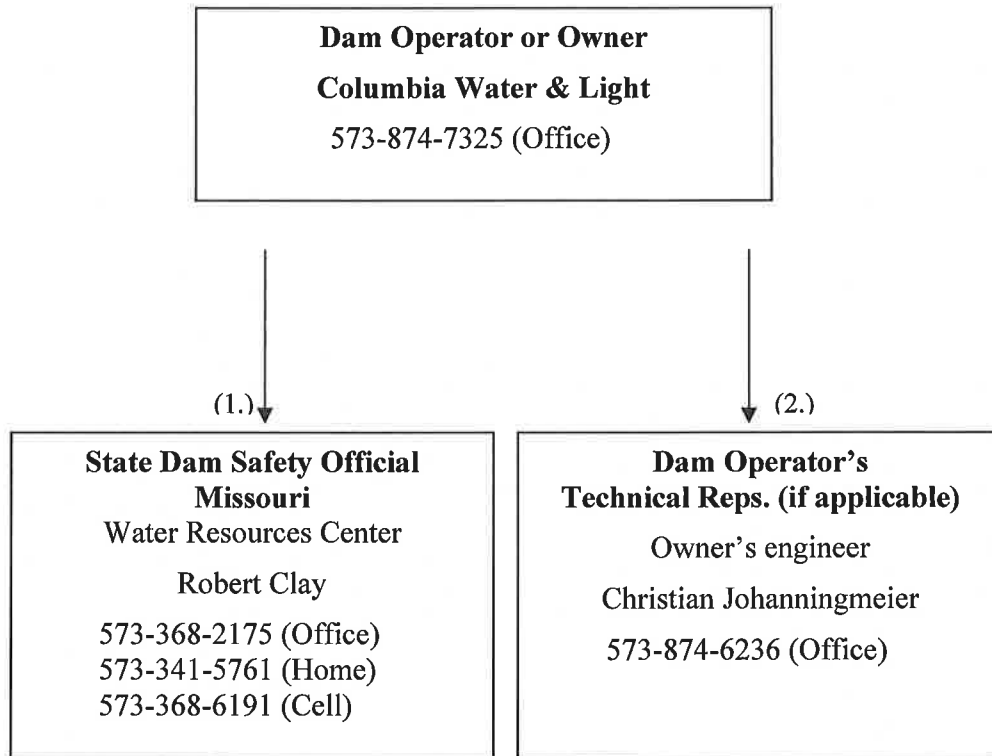 Dam Operator or Owner
Columbia Water & Light
573-874-7325 (Office)
(1.)
(2.)
State Dam Safety Official
Missouri
Water Resources Center
Robert Clay
573-368-2175 (Office)
573-341-5761 (Home)
573-368-6191 (Cell)
Dam Operator’s
Technical Reps. (if applicable)
Owner’s engineer
Christian Johanningmeier
573-874-6236 (Office)